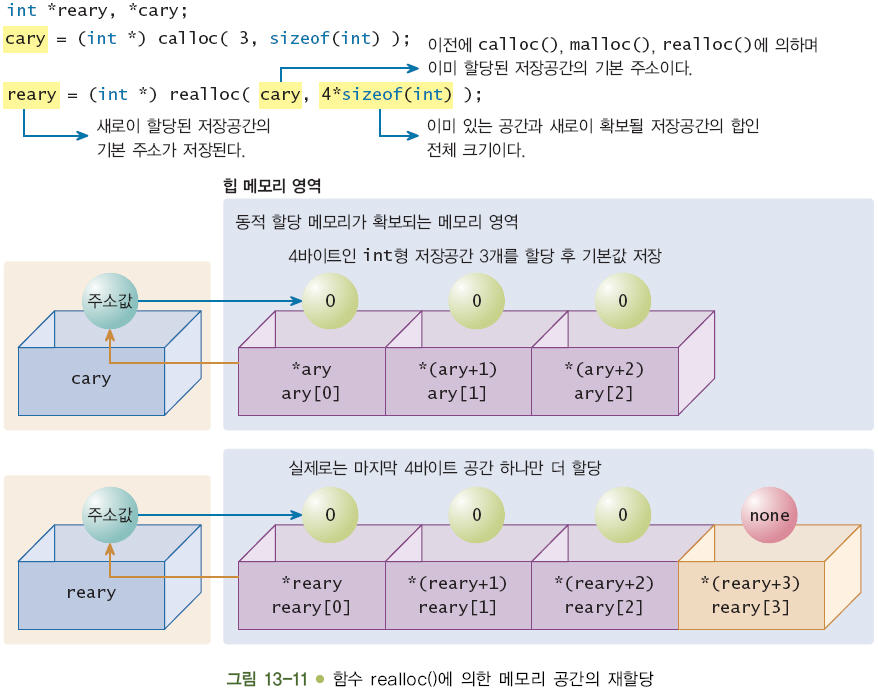 int *reary, *cary;
cary = (int *) calloc( 3, sizeof(int) );
이전에 calloc(), malloc(), realloc()에 의하며
이미 할당된 저장공간의 기본 주소이다.
reary = (int *) realloc( cary, 4*sizeof(int) );
새로이 할당된 저장공간의
기본 주소가 저장된다.
이미 있는 공간과 새로이 확보될 저장공간의 합인
전체 크기이다.
힙 메모리 영역
동적 할당 메모리가 확보되는 메모리 영역
4바이트인 int형 저장공간 3개를 할당 후 기본값 저장
주소값 0 0 0
cary
*ary *(ary+1) *(ary+2)
ary[0] ary[1] ary[2]
실제로는 마지막 4바이트 공간 하나만 더 할당
주소값 0 0 0 none
reary
*reary *(reary+1) *(reary+2) *(reary+3)
reary[0] reary[1] reary[2] reary[3]
그림 13-11 ● 함수 realloc()에 의한 메모리 공간의 재할당